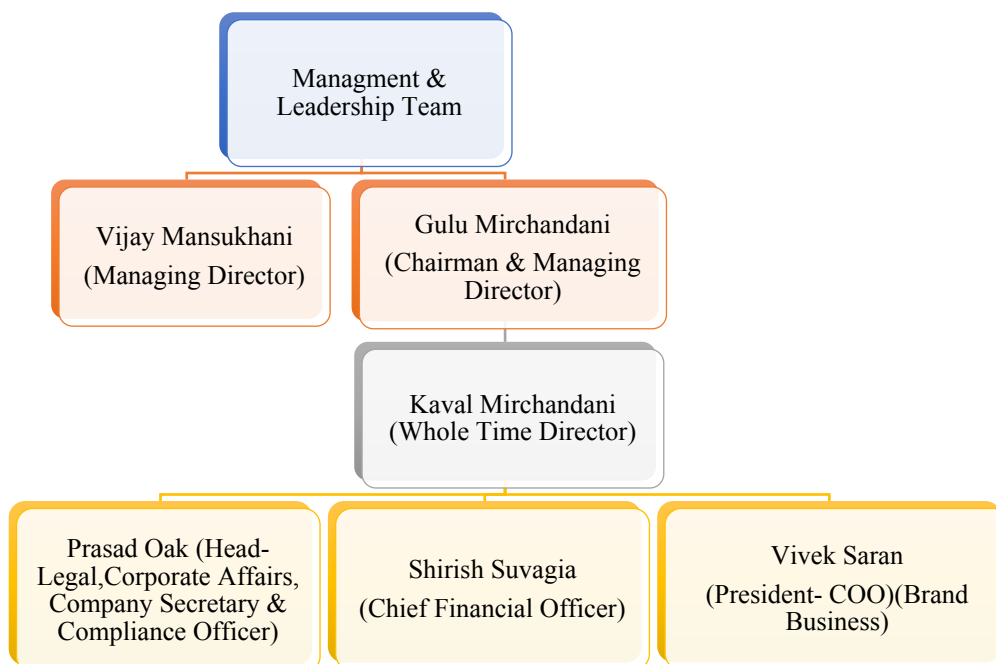 Managment &
Leadership Team
Vijay Mansukhani
(Managing Director)
Gulu Mirchandani
(Chairman & Managing
Director)
Kaval Mirchandani
(Whole Time Director)
Prasad Oak (Head-
Legal,Corporate Affairs,
Company Secretary &
Compliance Officer)
Shirish Suvagia
(Chief Financial Officer)
Vivek Saran
(President- COO)(Brand
Business)